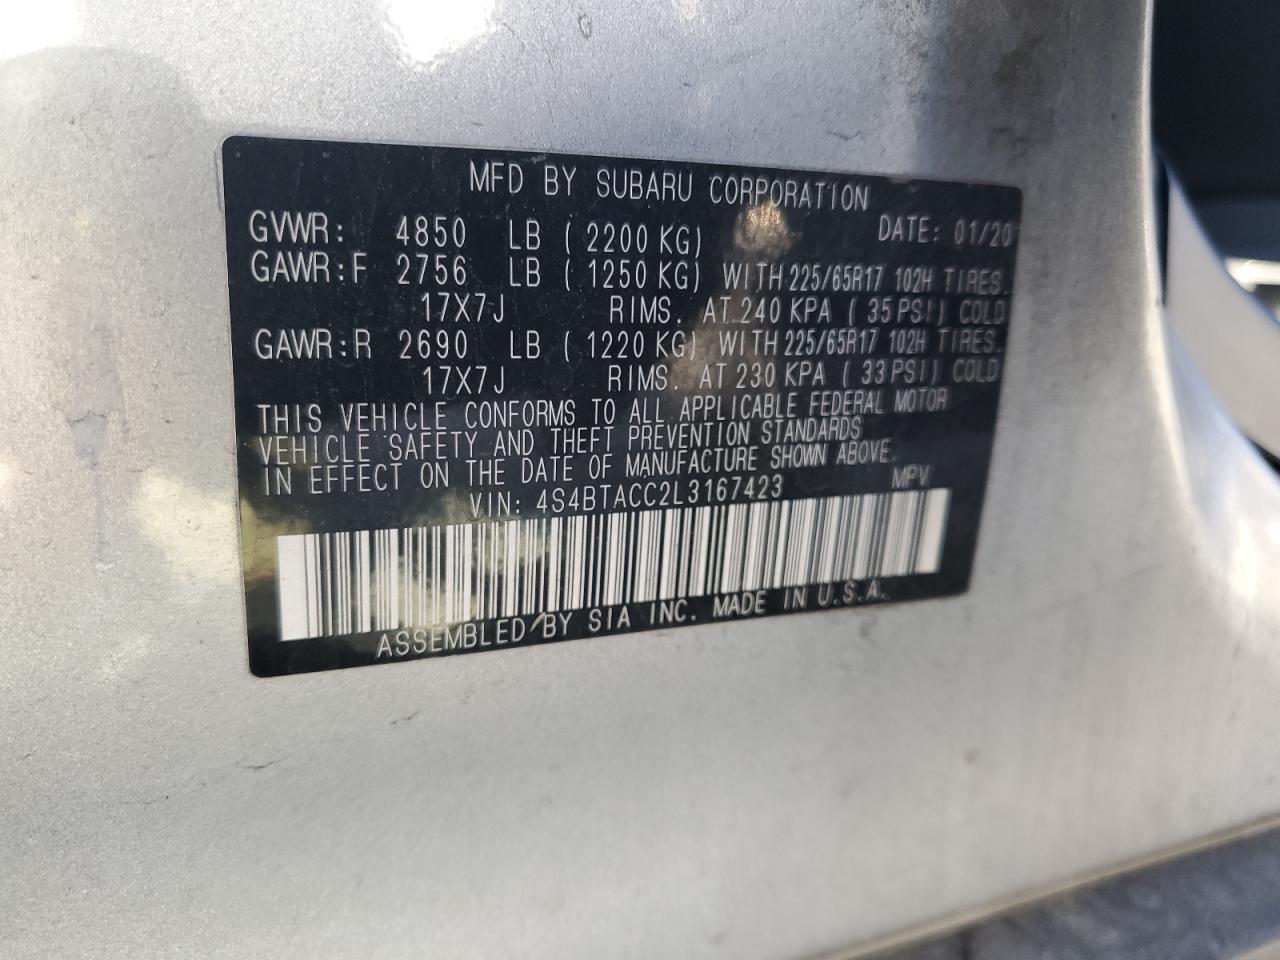 MFD BY SUBARU CORPORATION
GVWR: 4850 LB ( 2200 KG) DATE: 01/20
GAWR:F 2756 LB ( 1250 KG) WITH 225/65R17 102H TIRES.
17X7J RIMS. AT 240 KPA ( 35 PSI) COLD
GAWR:R 2690 LB ( 1220 KG) WITH 225/65R17 102H TIRES.
17X7J RIMS. AT 230 KPA ( 33 PSI) COLD
THIS VEHICLE CONFORMS TO ALL APPLICABLE FEDERAL MOTOR
VEHICLE SAFETY AND THEFT PREVENTION STANDARDS
IN EFFECT ON THE DATE OF MANUFACTURE SHOWN ABOVE.
VIN: 4S4BTACC2L3167423 MPV
ASSEMBLED BY SIA INC. MADE IN U.S.A.